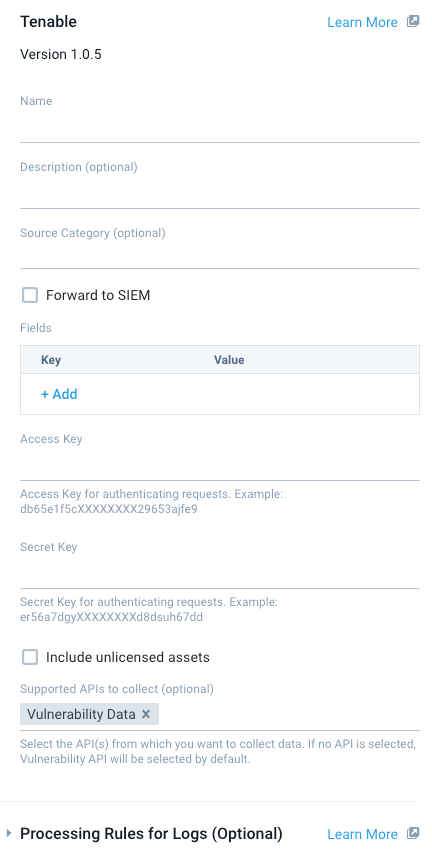 Tenable
Learn More
Version 1.0.5
Name
Description (optional)
Source Category (optional)
Forward to SIEM
Fields
Key Value
+ Add
Access Key
Access Key for authenticating requests. Example:
db65e1f5cXXXXXXXX29653ajfe9
Secret Key
Secret Key for authenticating requests. Example:
er56a7dgyXXXXXXXXd8dsuh67dd
Include unlicensed assets
Supported APIs to collect (optional)
Vulnerability Data ×
Select the API(s) from which you want to collect data. If no API is selected,
Vulnerability API will be selected by default.
Processing Rules for Logs (Optional)
Learn More